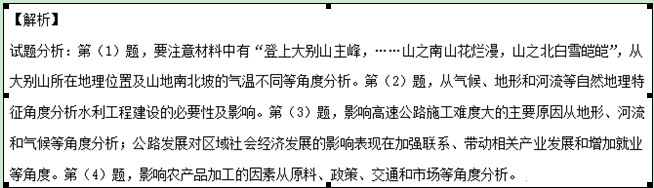 【解析】
试题分析：第（1）题，要注意材料中有“登上大别山主峰，……山之南山花烂漫，山之北白雪皑皑”，从
大别山所在地理位置及山地南北坡的气温不同等角度分析。第（2）题，从气候、地形和河流等自然地理特
征角度分析水利工程建设的必要性及影响。第（3）题，影响高速公路施工难度大的主要原因从地形、河流
和气候等角度分析；公路发展对区域社会经济发展的影响表现在加强联系、带动相关产业发展和增加就业
等角度。第（4）题，影响农产品加工的因素从原料、政策、交通和市场等角度分析。